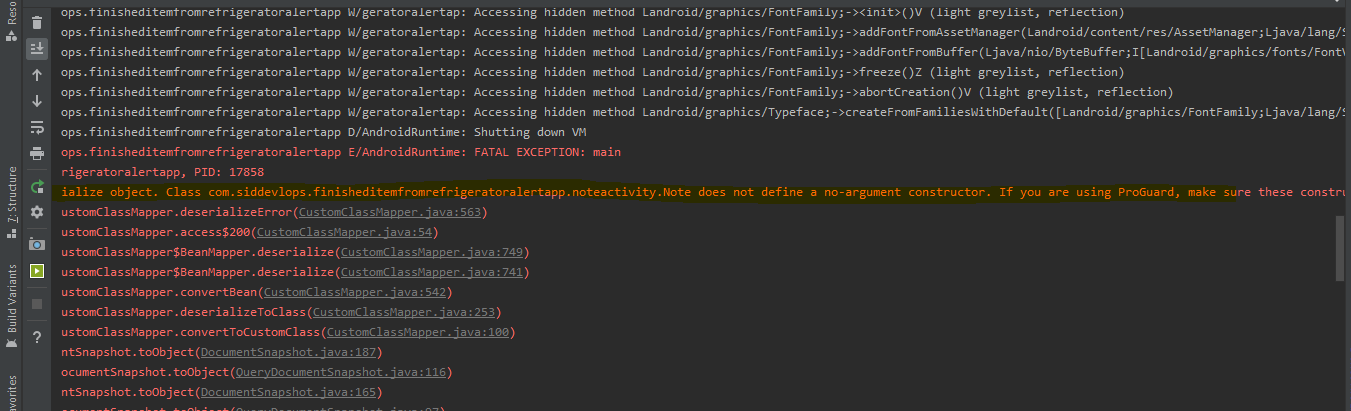 Reso
ops.finisheditemfromrefrigeratoralertapp W/geratoralertap: Accessing hidden method Landroid/graphics/FontFamily;-><init>()V (light greylist, reflection)
ops.finisheditemfromrefrigeratoralertapp W/geratoralertap: Accessing hidden method Landroid/graphics/FontFamily;->addFontFromAssetManager(Landroid/content/res/AssetManager;Ljava/lang/S
ops.finisheditemfromrefrigeratoralertapp W/geratoralertap: Accessing hidden method Landroid/graphics/FontFamily;->addFontFromBuffer(Ljava/nio/ByteBuffer;I[Landroid/graphics/fonts/FontV
ops.finisheditemfromrefrigeratoralertapp W/geratoralertap: Accessing hidden method Landroid/graphics/FontFamily;->freeze()Z (light greylist, reflection)
ops.finisheditemfromrefrigeratoralertapp W/geratoralertap: Accessing hidden method Landroid/graphics/FontFamily;->abortCreation()V (light greylist, reflection)
ops.finisheditemfromrefrigeratoralertapp W/geratoralertap: Accessing hidden method Landroid/graphics/Typeface;->createFromFamiliesWithDefault([Landroid/graphics/FontFamily;Ljava/lang/S
ops.finisheditemfromrefrigeratoralertapp D/AndroidRuntime: Shutting down VM
ops.finisheditemfromrefrigeratoralertapp E/AndroidRuntime: FATAL EXCEPTION: main
rigeratoralertapp, PID: 17858
ialize object. Class com.siddevlops.finisheditemfromrefrigeratoralertapp.noteactivity.Note does not define a no-argument constructor. If you are using ProGuard, make sure these constru
ustomClassMapper.deserializeError(CustomClassMapper.java:563)
ustomClassMapper.access$200(CustomClassMapper.java:54)
ustomClassMapper$BeanMapper.deserialize(CustomClassMapper.java:749)
ustomClassMapper$BeanMapper.deserialize(CustomClassMapper.java:741)
ustomClassMapper.convertBean(CustomClassMapper.java:542)
ustomClassMapper.deserializeToClass(CustomClassMapper.java:253)
ustomClassMapper.convertToCustomClass(CustomClassMapper.java:100)
ntSnapshot.toObject(DocumentSnapshot.java:187)
ocumentSnapshot.toObject(QueryDocumentSnapshot.java:116)
ntSnapshot.toObject(DocumentSnapshot.java:165)
ocumentSnapshot.toObject(QueryDocumentSnapshot.java:97)
7: Structure
Build Variants
avorites